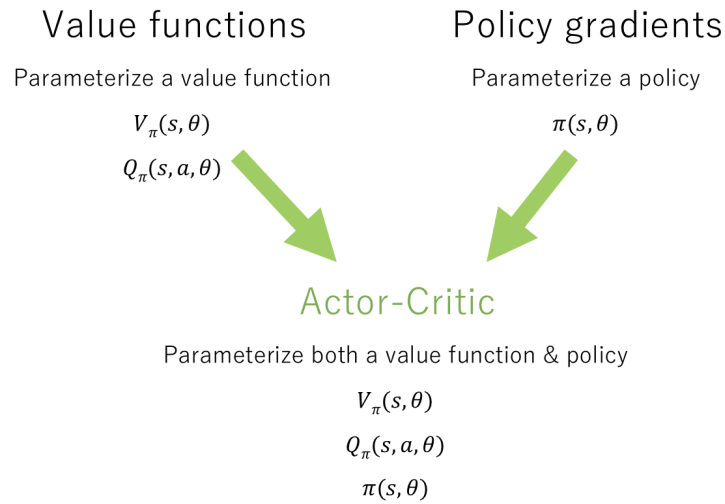 Value functions
Parameterize a value function
V_π(s, θ)
Q_π(s, a, θ)
Policy gradients
Parameterize a policy
π(s, θ)
Actor-Critic
Parameterize both a value function & policy
V_π(s, θ)
Q_π(s, a, θ)
π(s, θ)